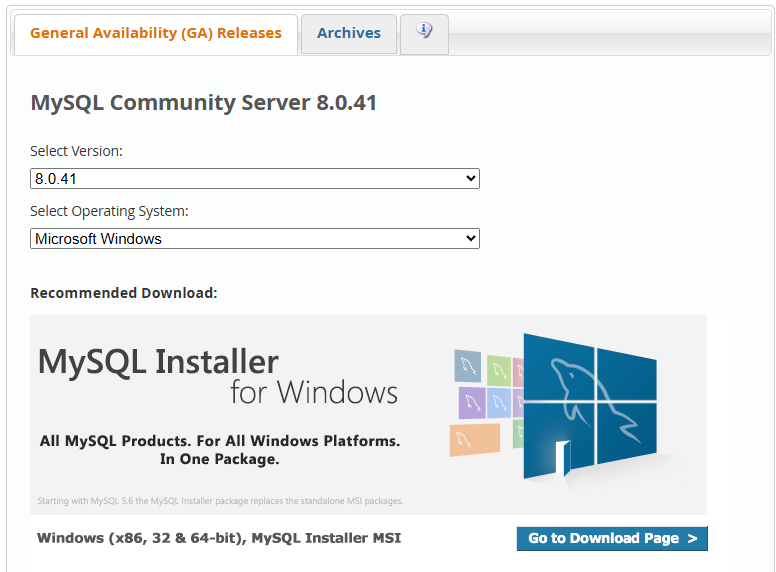 General Availability (GA) Releases
Archives
MySQL Community Server 8.0.41
Select Version:
8.0.41
Select Operating System:
Microsoft Windows
Recommended Download:
MySQL Installer
for Windows
All MySQL Products. For All Windows Platforms.
In One Package.
Starting with MySQL 5.6 the MySQL Installer package replaces the standalone MSI packages.
Windows (x86, 32 & 64-bit), MySQL Installer MSI
Go to Download Page >